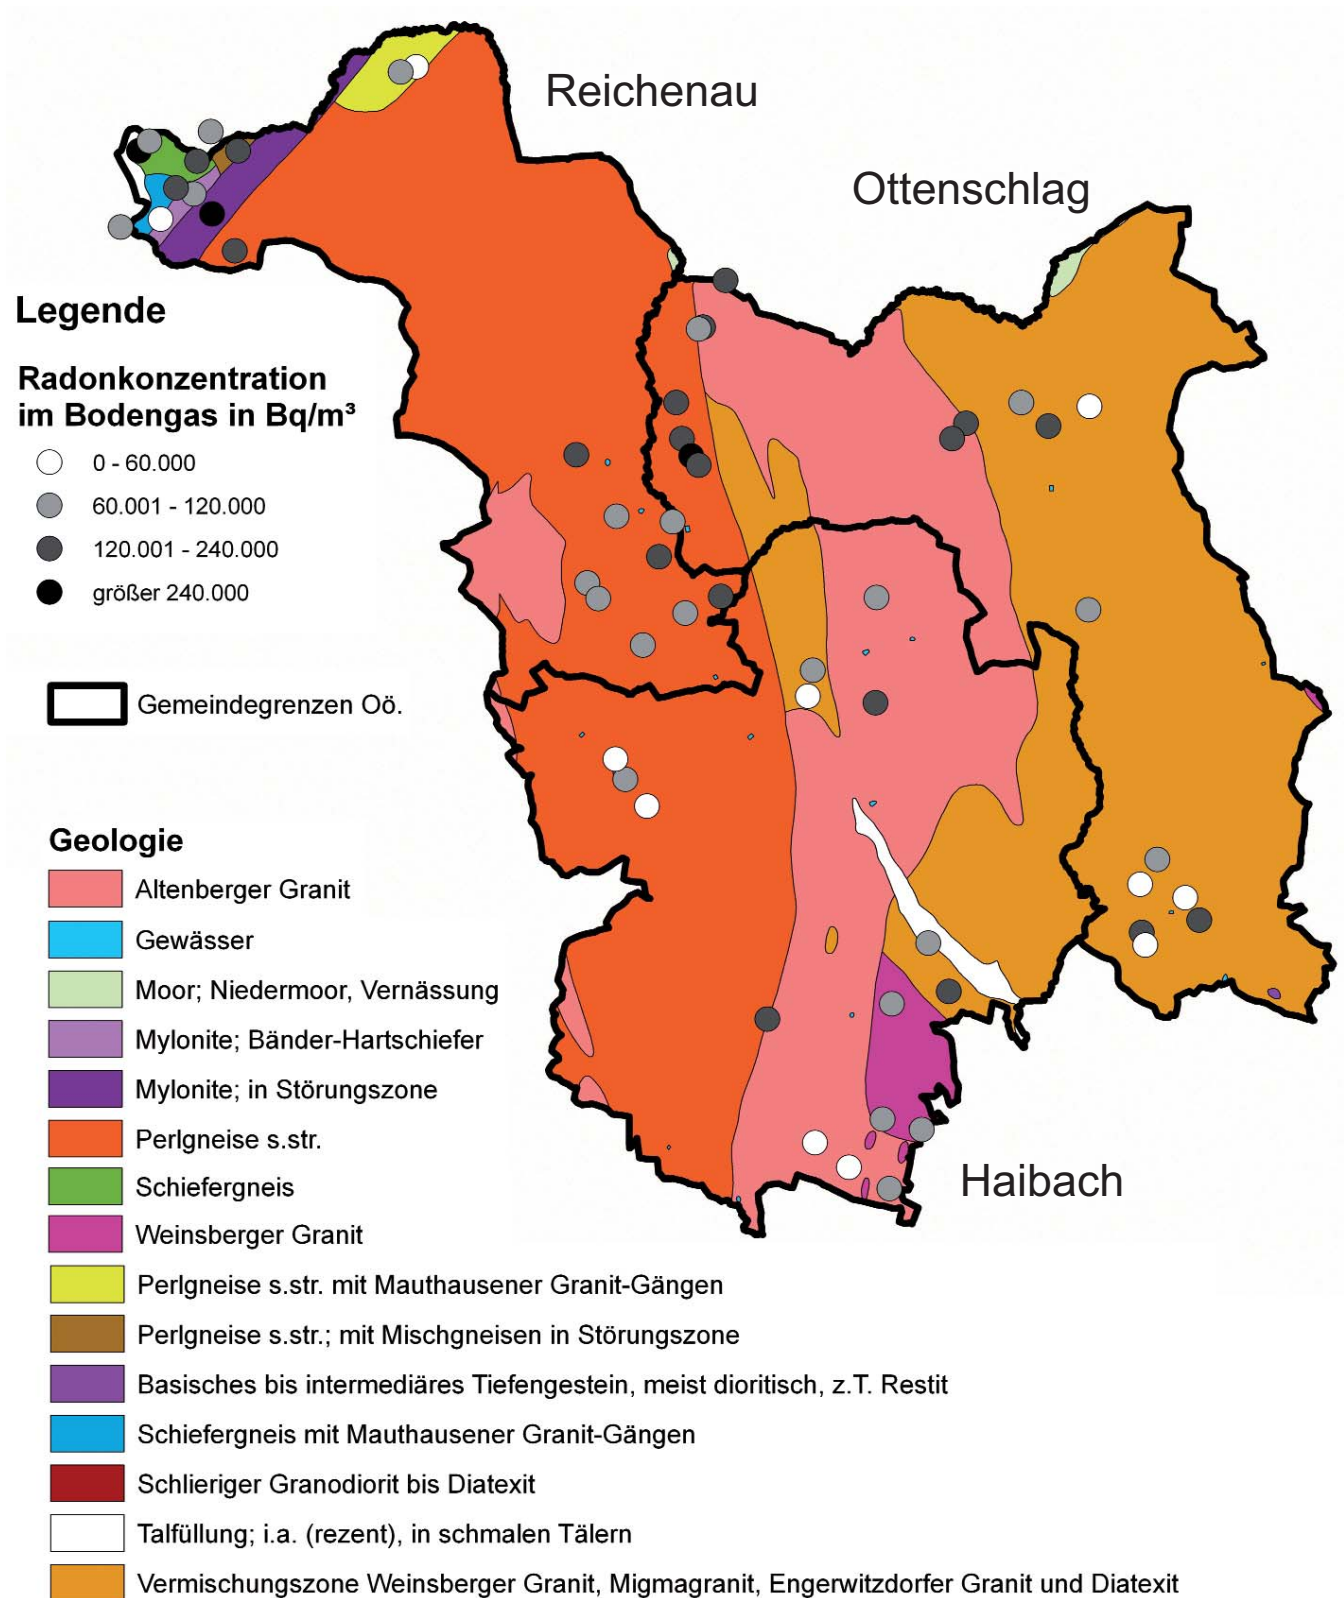 Reichenau
Ottenschlag
Legende
Radonkonzentration
im Bodengas in Bq/m³
0 - 60.000
60.001 - 120.000
120.001 - 240.000
größer 240.000
Gemeindegrenzen Oö.
Geologie
Altenberger Granit
Gewässer
Moor; Niedermoor, Vernässung
Mylonite; Bänder-Hartschiefer
Mylonite; in Störungszone
Perlgneise s.str.
Schiefergneis
Weinsberger Granit
Haibach
Perlgneise s.str. mit Mauthausener Granit-Gängen
Perlgneise s.str.; mit Mischgneisen in Störungszone
Basisches bis intermediäres Tiefengestein, meist dioritisch, z.T. Restit
Schiefergneis mit Mauthausener Granit-Gängen
Schlieriger Granodiorit bis Diatexit
Talfüllung; i.a. (rezent), in schmalen Tälern
Vermischungszone Weinsberger Granit, Migmagranit, Engerwitzdorfer Granit und Diatexit